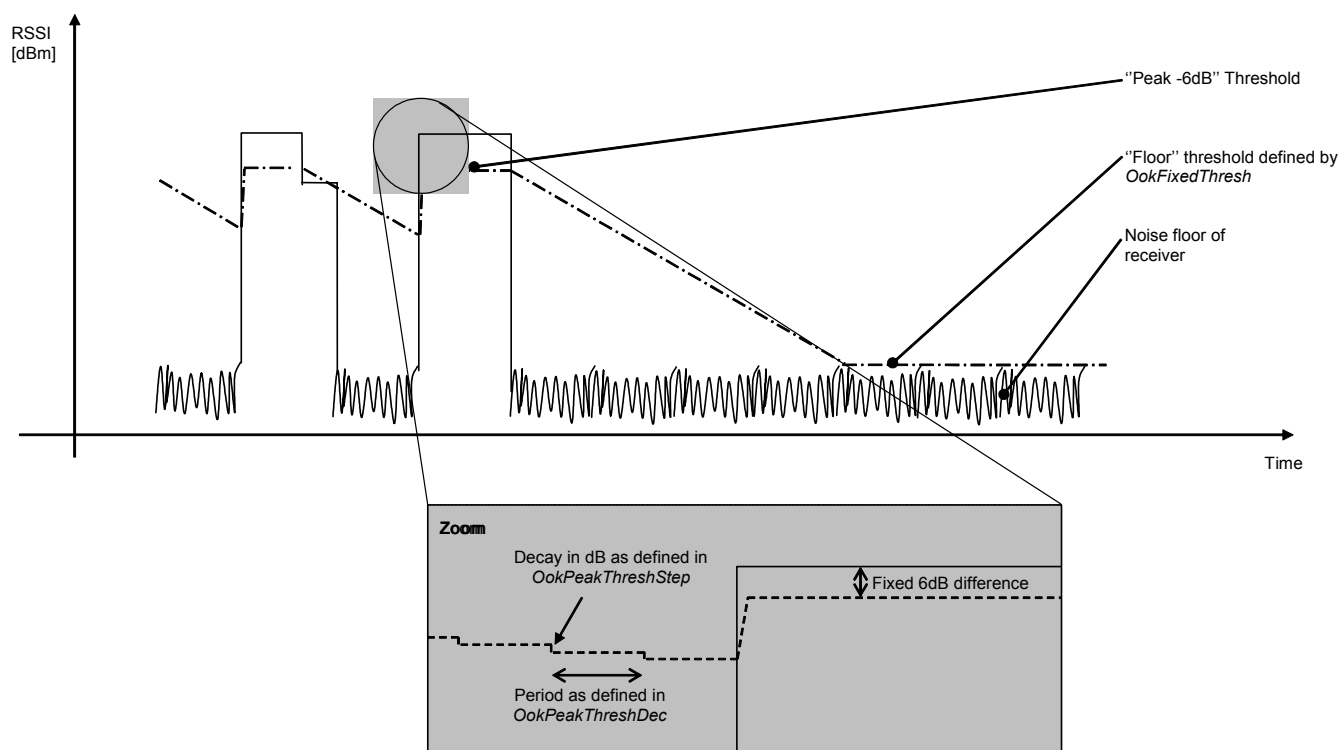 RSSI
[dBm]
‘’Peak -6dB’’ Threshold
‘’Floor’’ threshold defined by
OokFixedThresh
Noise floor of
receiver
Time
Zoom
Decay in dB as defined in
OokPeakThreshStep
Fixed 6dB difference
Period as defined in
OokPeakThreshDec